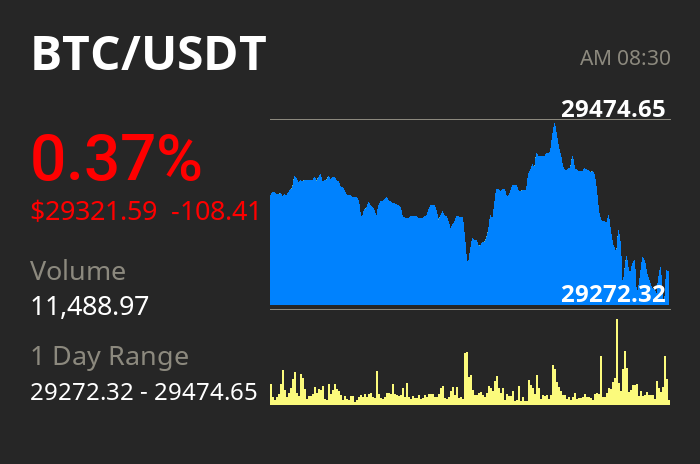 BTC/USDT
AM 08:30
29474.65
0.37%
$29321.59 -108.41
Volume
11,488.97
29272.32
1 Day Range
29272.32 - 29474.65